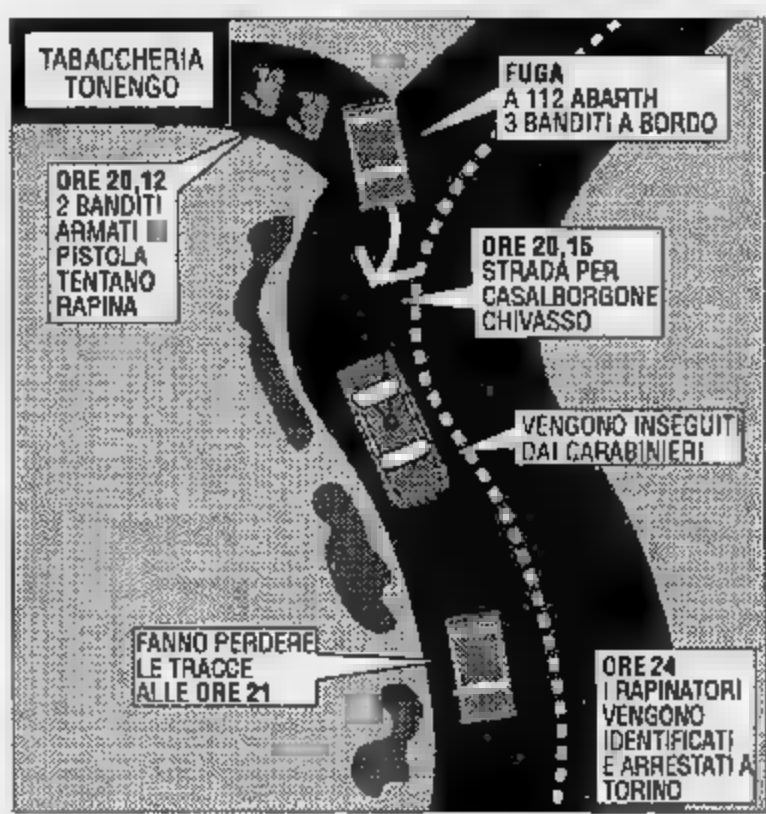 TABACCHERIA
TONENGO
FUGA
A 112 ABARTH
3 BANDITI A BORDO
ORE 20,12
2 BANDITI
ARMATI
PISTOLA
TENTANO
RAPINA
ORE 20,15
STRADA PER
CASALBORGONE
CHIVASSO
VENGONO INSEGUITI
DAI CARABINIERI
FANNO PERDERE
LE TRACCE
ALLE ORE 21
ORE 24
I RAPINATORI
VENGONO
IDENTIFICATI
E ARRESTATI A
TORINO